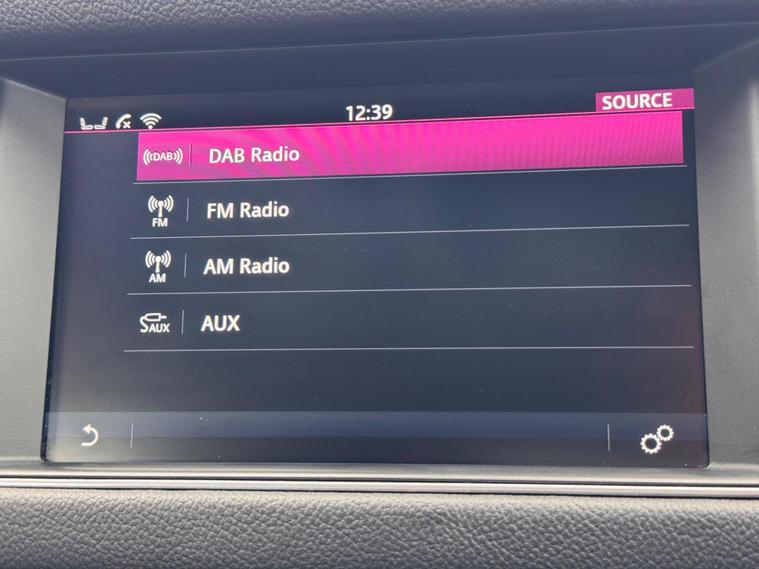 12:39
SOURCE
DAB DAB Radio
FM FM Radio
AM AM Radio
AUX AUX